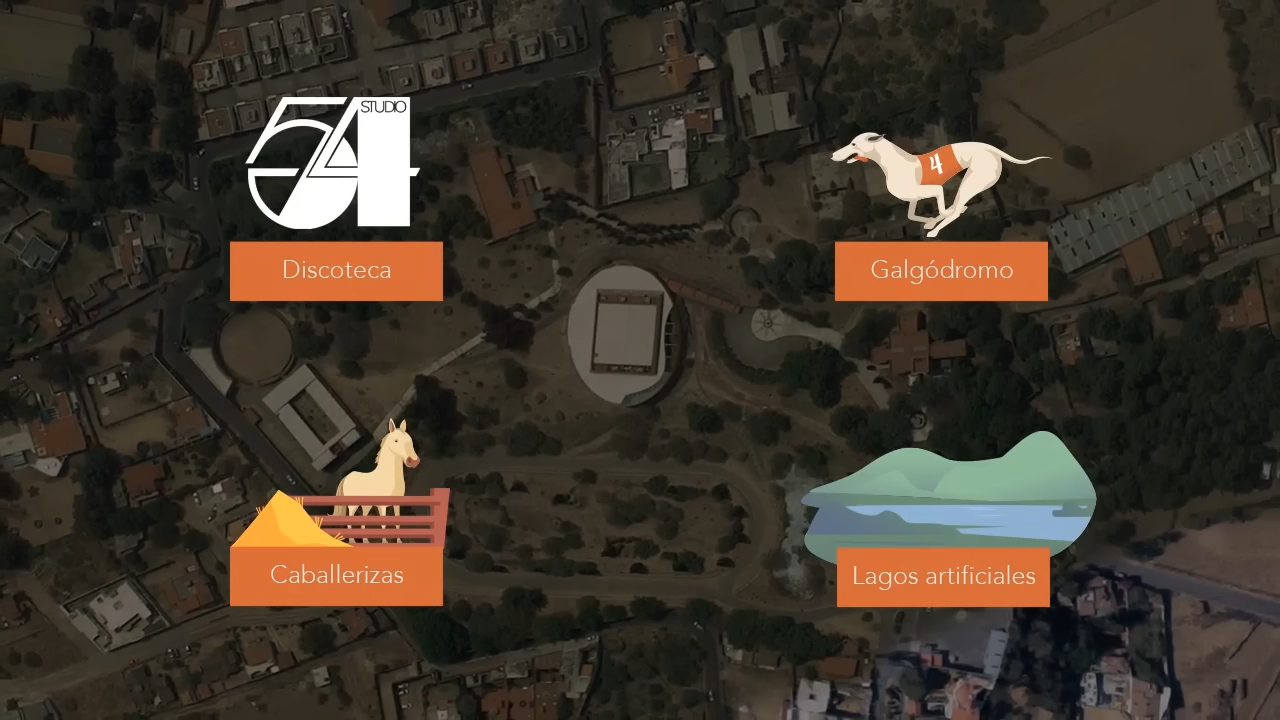 STUDIO
54
Discoteca
4
Galgódromo
Caballerizas
Lagos artificiales